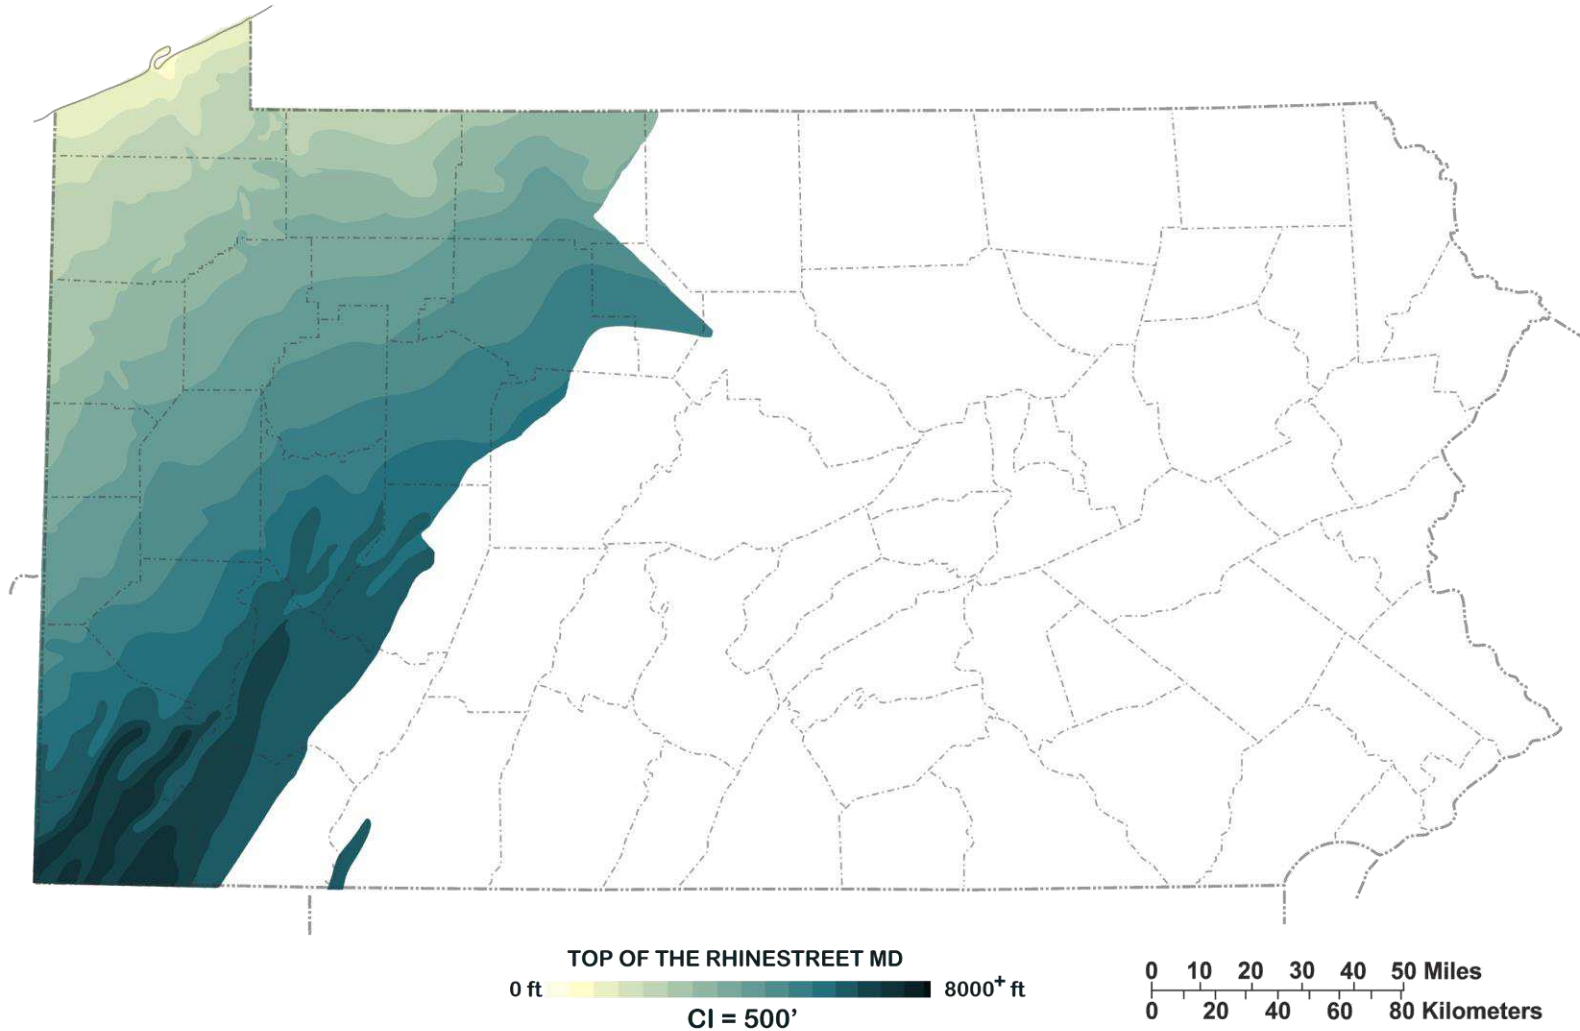 TOP OF THE RHINESTREET MD
0 ft 8000+ ft
CI = 500'
0 10 20 30 40 50 Miles
0 20 40 60 80 Kilometers